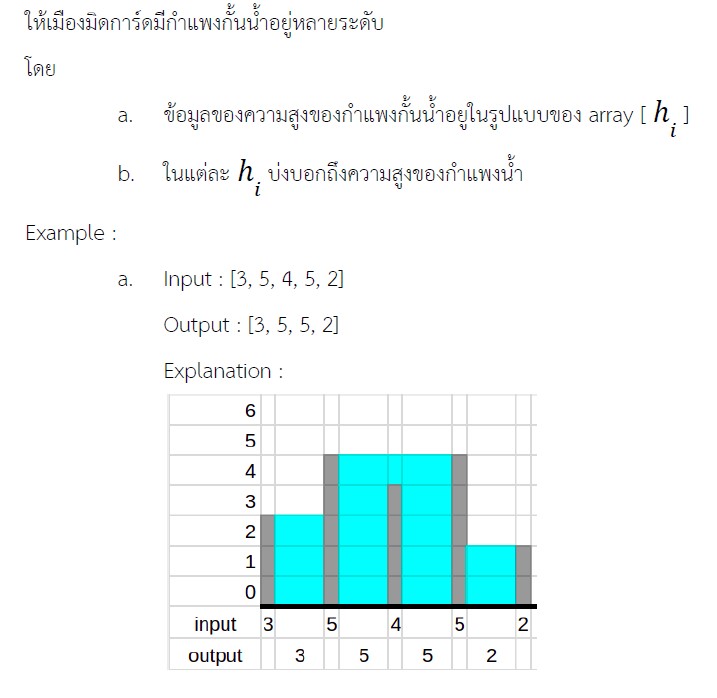 ให้เมืองมิดการ์ดมีกำแพงกั้นน้ำอยู่หลายระดับ
โดย
a. ข้อมูลของความสูงของกำแพงกั้นน้ำอยู่ในรูปแบบของ array [ hᵢ ]
b. ในแต่ละ hᵢ บ่งบอกถึงความสูงของกำแพงน้ำ
Example :
a. Input : [3, 5, 4, 5, 2]
Output : [3, 5, 5, 2]
Explanation :
6
5
4
3
2
1
0
input 3 5 4 5 2
output 3 5 5 2